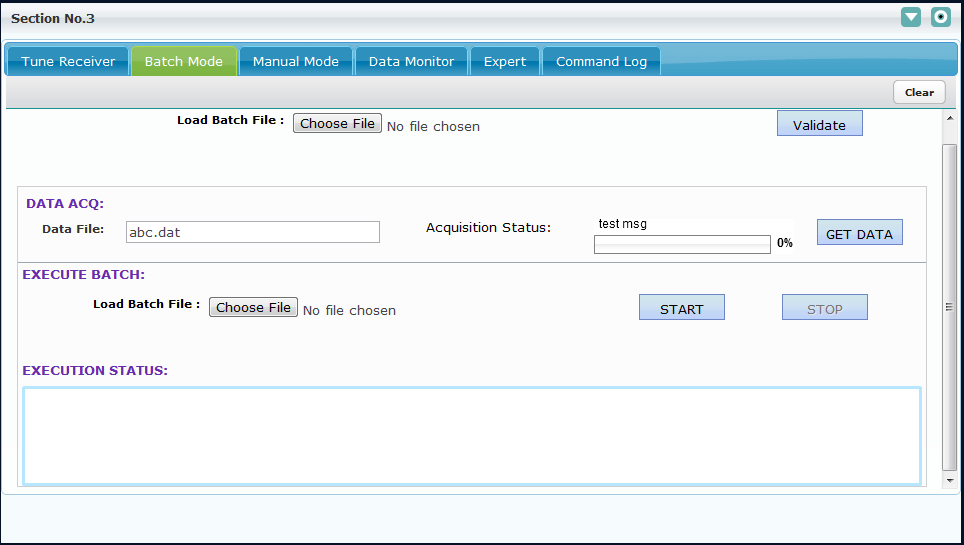 Section No.3
Tune Receiver Batch Mode Manual Mode Data Monitor Expert Command Log
Clear
Load Batch File : Choose File No file chosen Validate
DATA ACQ:
Data File: abc.dat Acquisition Status: test msg 0% GET DATA
EXECUTE BATCH:
Load Batch File : Choose File No file chosen START STOP
EXECUTION STATUS: